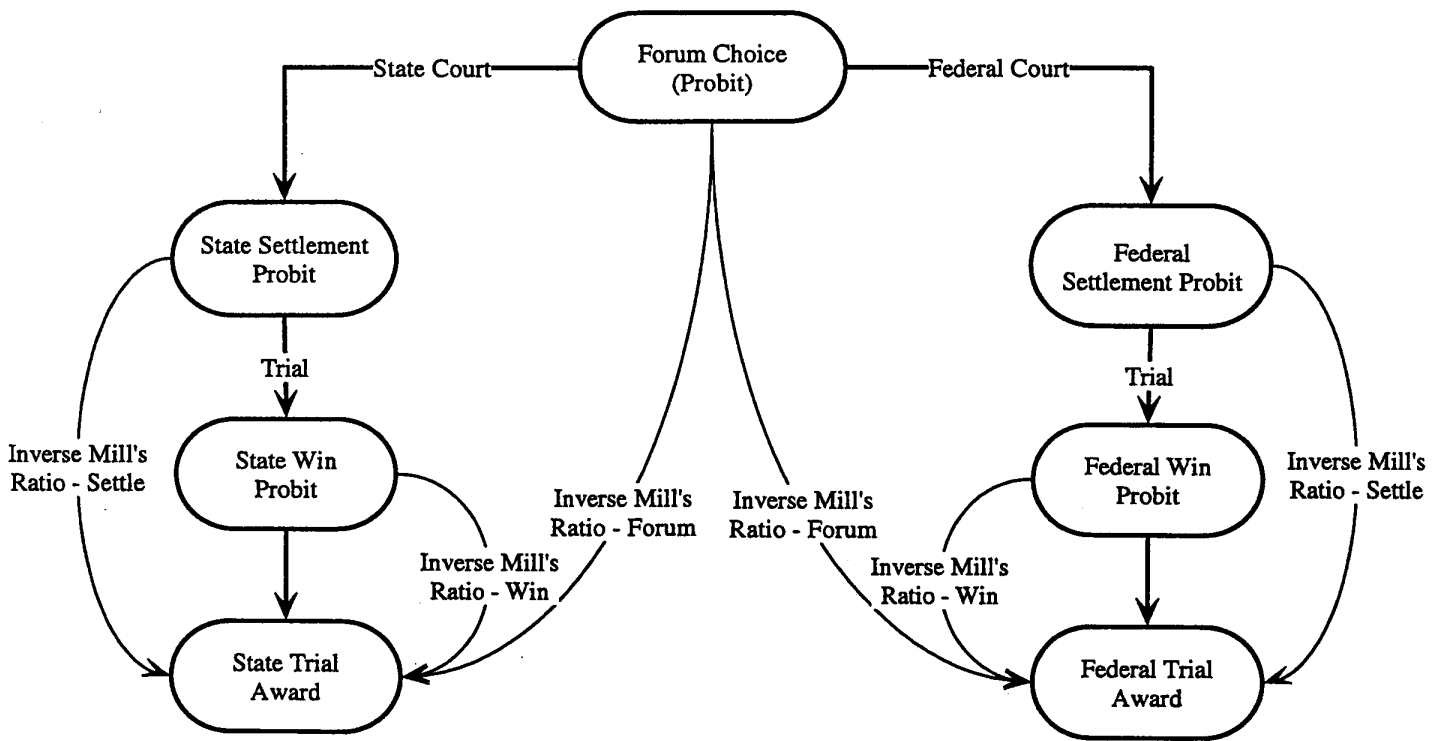 Forum Choice
(Probit)
State Court
Federal Court
State Settlement
Probit
Federal
Settlement Probit
Trial
Trial
Inverse Mill's
Ratio - Settle
State Win
Probit
Inverse Mill's
Ratio - Forum
Inverse Mill's
Ratio - Forum
Federal Win
Probit
Inverse Mill's
Ratio - Settle
Inverse Mill's
Ratio - Win
Inverse Mill's
Ratio - Win
State Trial
Award
Federal Trial
Award